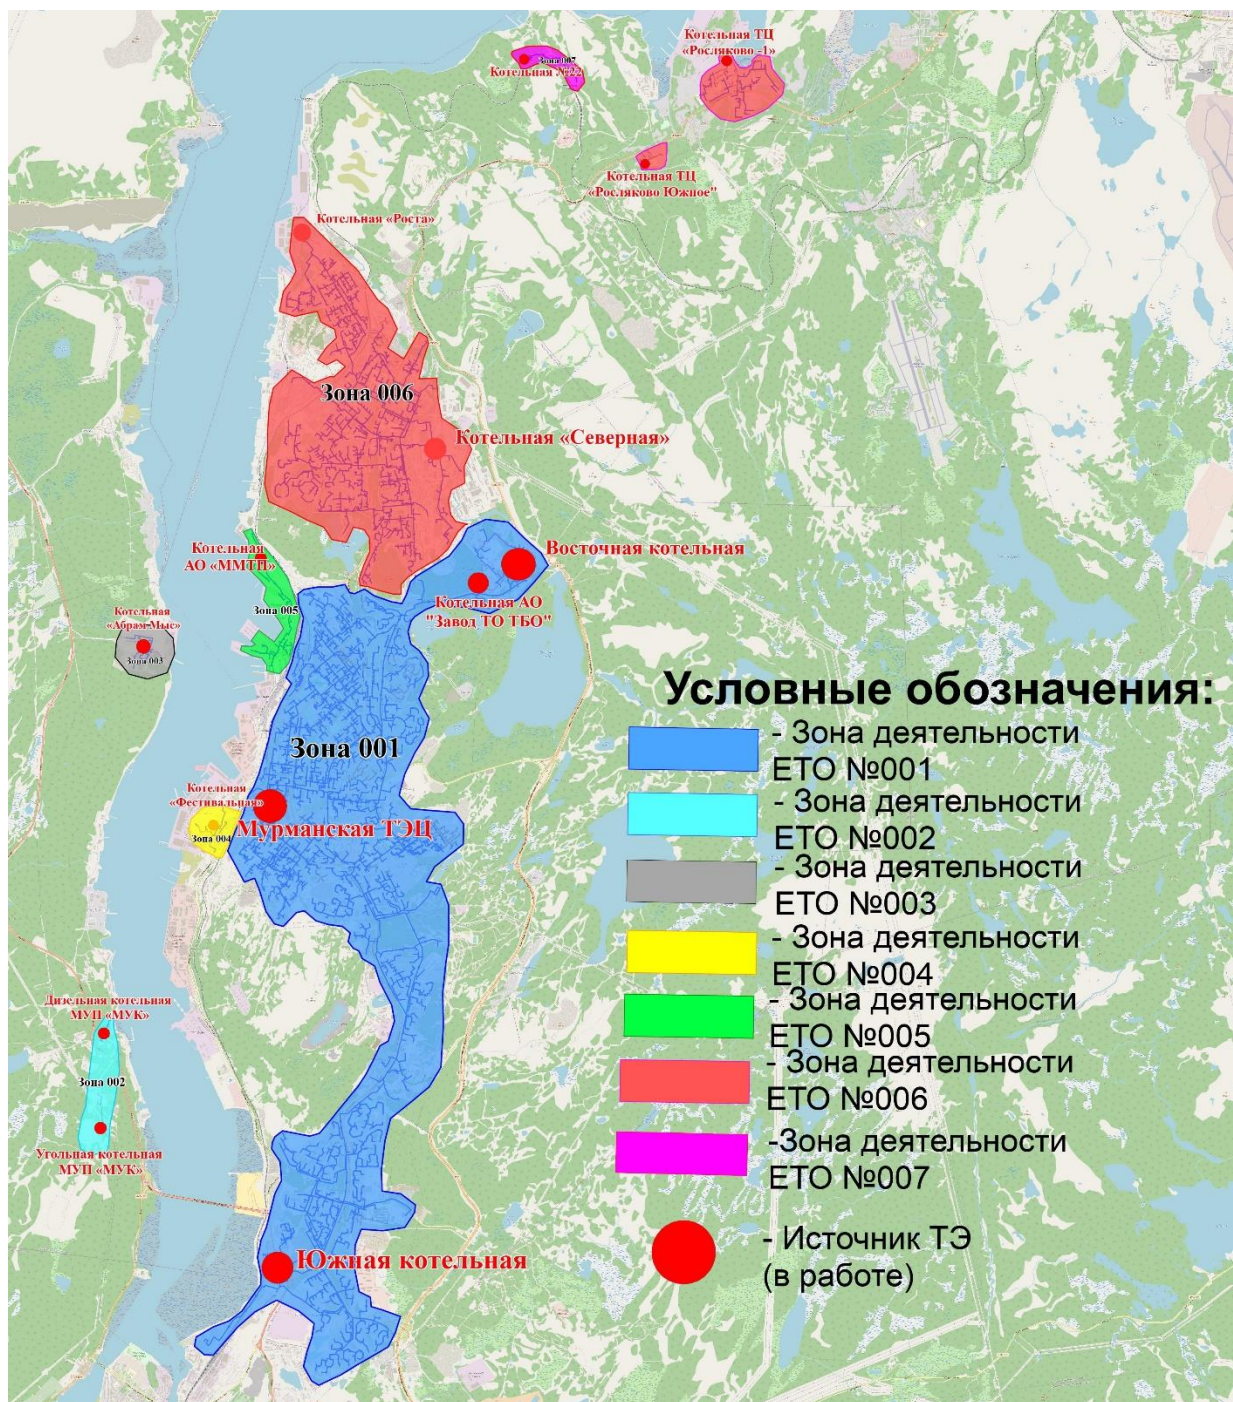 Котельная ТЦ
«Росляково -1»
Зона 007
Котельная №22
Котельная ТЦ
«Росляково Южное"
Котельная «Роста»
Зона 006
Котельная «Северная»
Котельная
АО «ММТП»
Восточная котельная
Котельная АО
"Завод ТО ТБО"
Зона 005
Котельная
«Абрам-Мыс»
Зона 003
Условные обозначения:
- Зона деятельности
ЕТО №001
- Зона деятельности
ЕТО №002
- Зона деятельности
ЕТО №003
- Зона деятельности
ЕТО №004
- Зона деятельности
ЕТО №005
- Зона деятельности
ЕТО №006
-Зона деятельности
ЕТО №007
- Источник ТЭ
(в работе)
Зона 001
Котельная
«Фестивальная»
Мурманская ТЭЦ
Зона 004
Дизельная котельная
МУП «МУК»
Зона 002
Угольная котельная
МУП «МУК»
Южная котельная